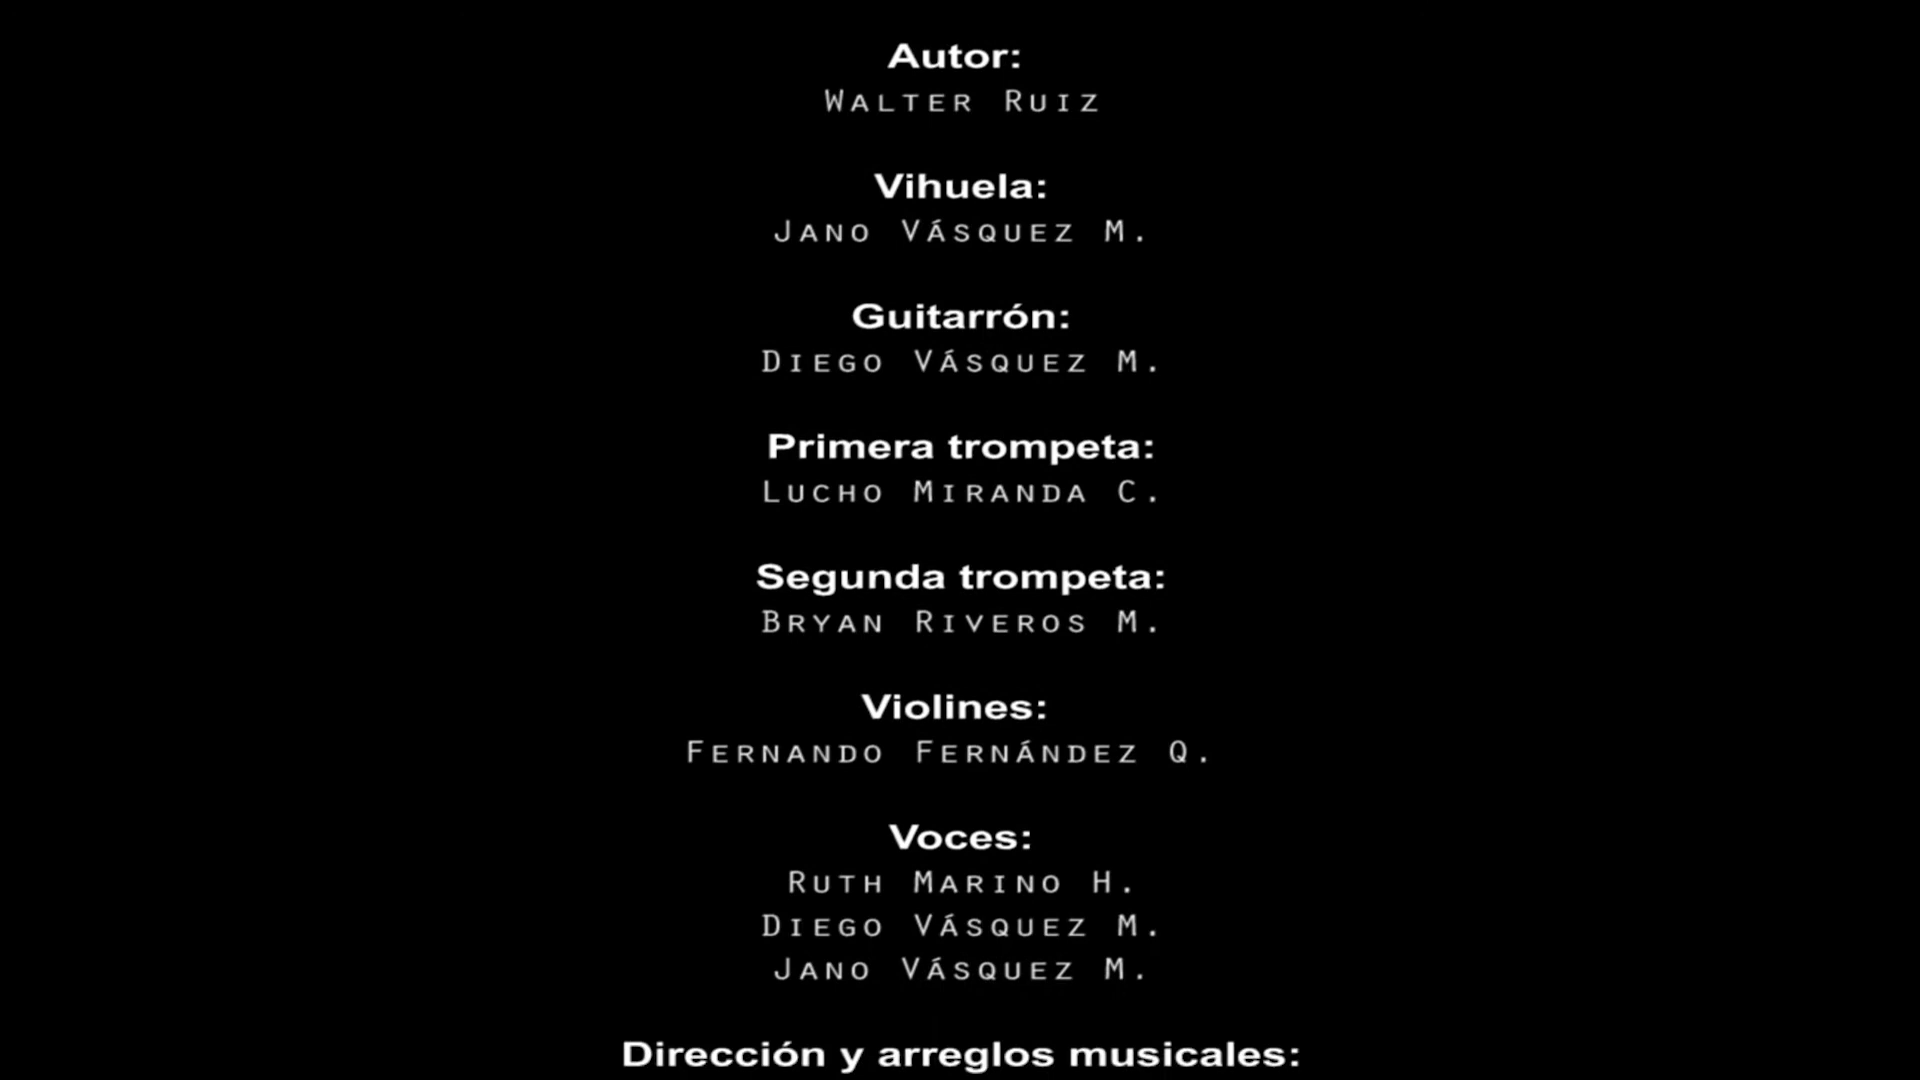 Autor:
Walter Ruiz
Vihuela:
Jano Vásquez M.
Guitarrón:
Diego Vásquez M.
Primera trompeta:
Lucho Miranda C.
Segunda trompeta:
Bryan Riveros M.
Violines:
Fernando Fernández Q.
Voces:
Ruth Marino H.
Diego Vásquez M.
Jano Vásquez M.
Dirección y arreglos musicales: